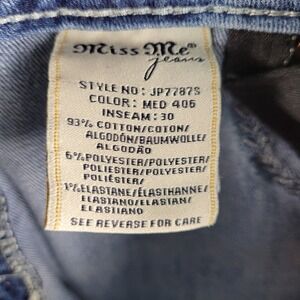 Miss Me
jeans
STYLE NO: JP7787S
COLOR: MED 406
INSEAM: 30
93% COTTON/COTON/
ALGODÓN/BAUMWOLLE/
ALGODÃO
6%POLYESTER/POLYESTER/
POLIÉSTER/POLYESTER/
POLIÉSTER/
1%ELASTANE/ÉLASTHANNE/
ELASTANO/ELASTAN/
ELASTANO
SEE REVERSE FOR CARE